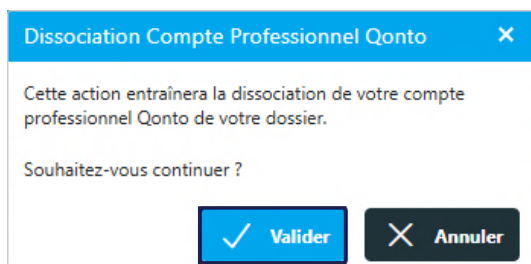 Dissociation Compte Professionnel Qonto
Cette action entraînera la dissociation de votre compte
professionnel Qonto de votre dossier.
Souhaitez-vous continuer ?
Valider
Annuler